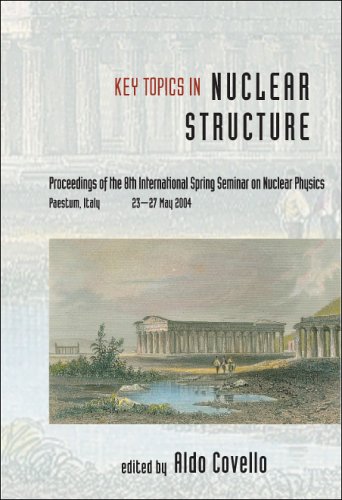 KEY TOPICS IN NUCLEAR
STRUCTURE
Proceedings of the 8th International Spring Seminar on Nuclear Physics
Paestum, Italy 23–27 May 2004
edited by Aldo Covello